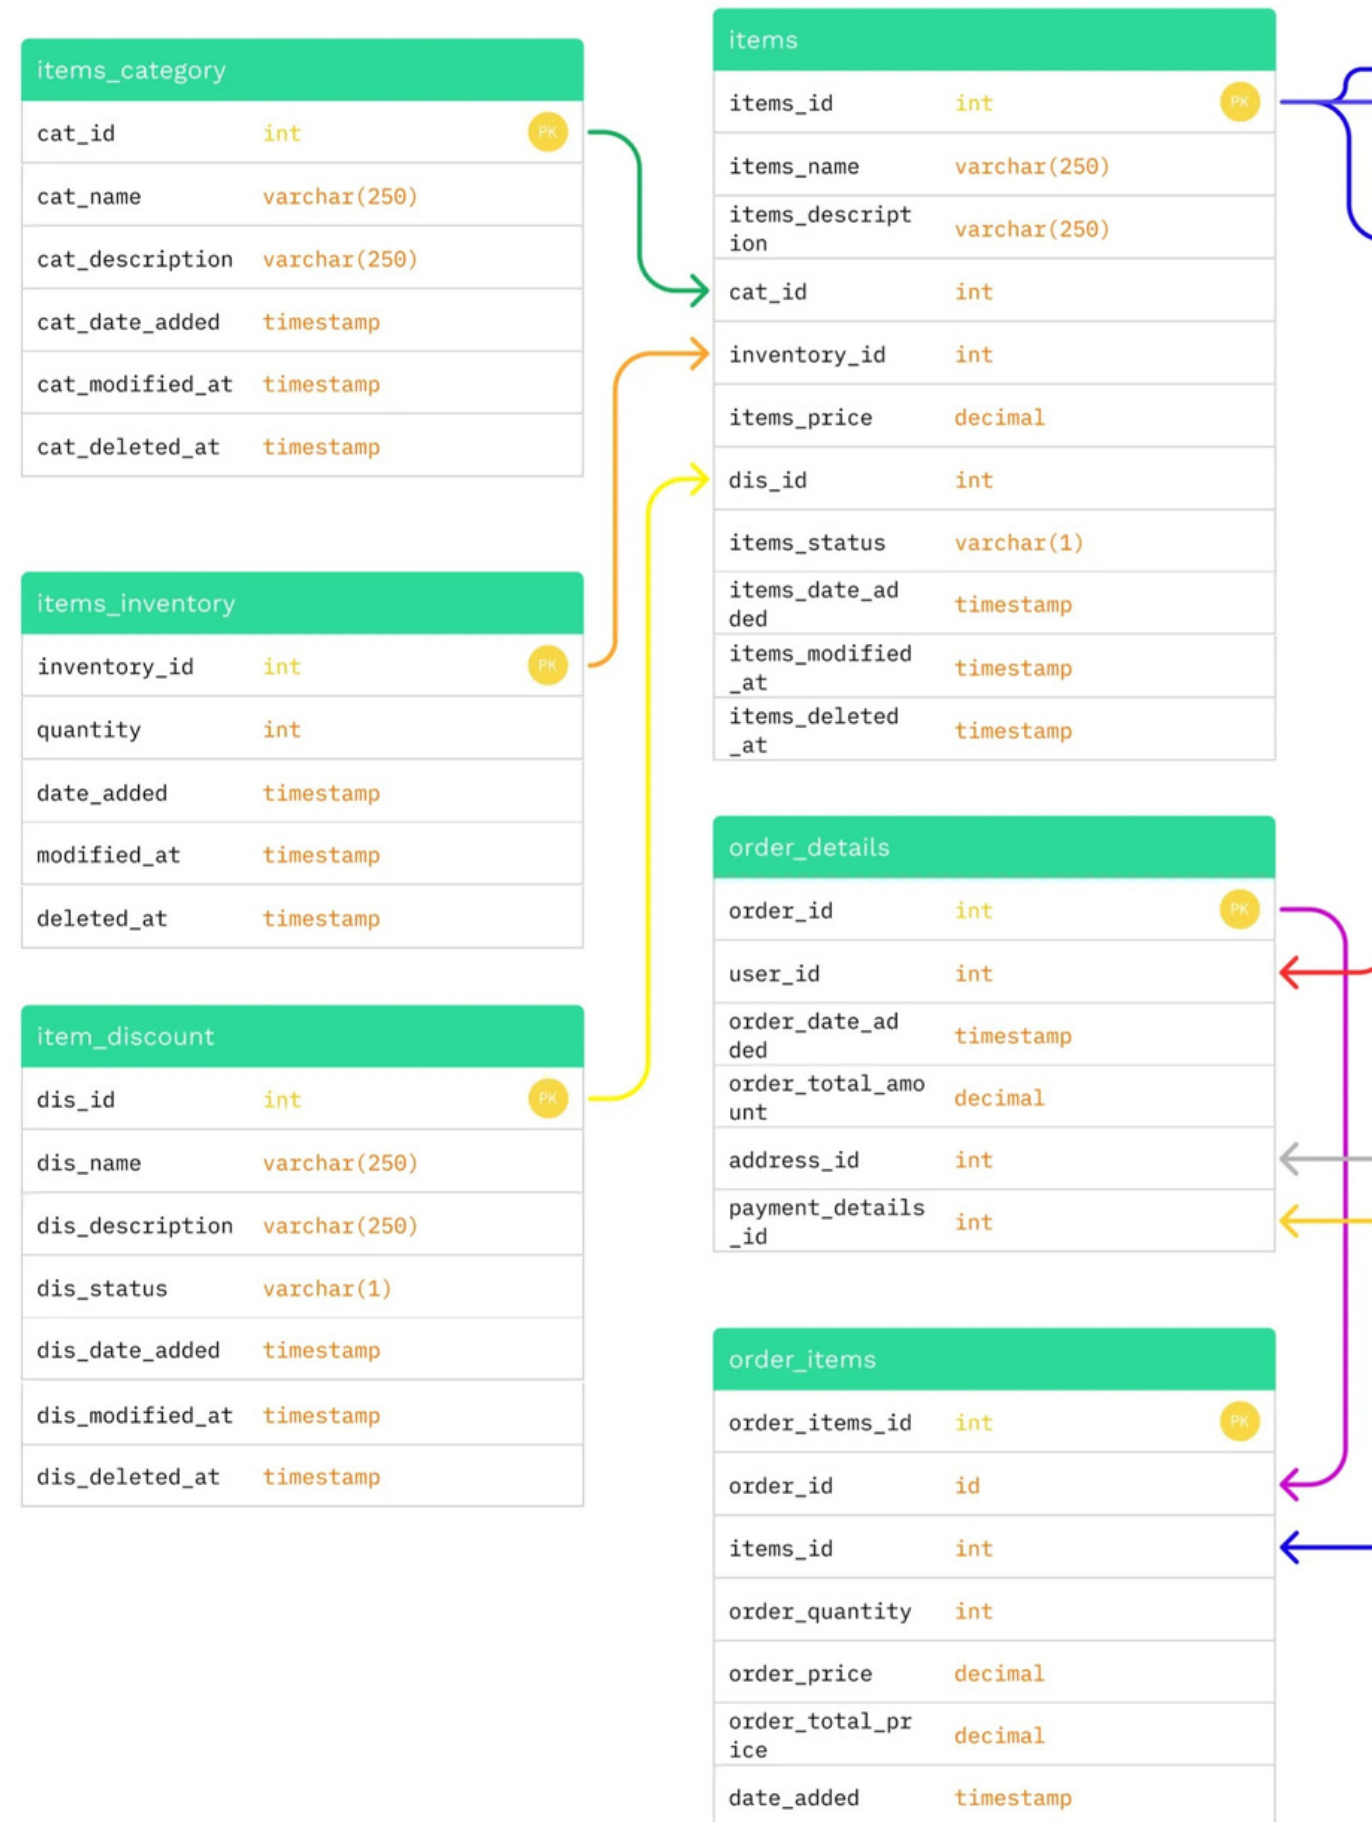 items_category
cat_id int PK
cat_name varchar(250)
cat_description varchar(250)
cat_date_added timestamp
cat_modified_at timestamp
cat_deleted_at timestamp
items_inventory
inventory_id int PK
quantity int
date_added timestamp
modified_at timestamp
deleted_at timestamp
item_discount
dis_id int PK
dis_name varchar(250)
dis_description varchar(250)
dis_status varchar(1)
dis_date_added timestamp
dis_modified_at timestamp
dis_deleted_at timestamp
items
items_id int PK
items_name varchar(250)
items_descript
ion varchar(250)
cat_id int
inventory_id int
items_price decimal
dis_id int
items_status varchar(1)
items_date_ad
ded timestamp
items_modified
_at timestamp
items_deleted
_at timestamp
order_details
order_id int PK
user_id int
order_date_ad
ded timestamp
order_total_amo
unt decimal
address_id int
payment_details
_id int
order_items
order_items_id int PK
order_id id
items_id int
order_quantity int
order_price decimal
order_total_pr
ice decimal
date_added timestamp